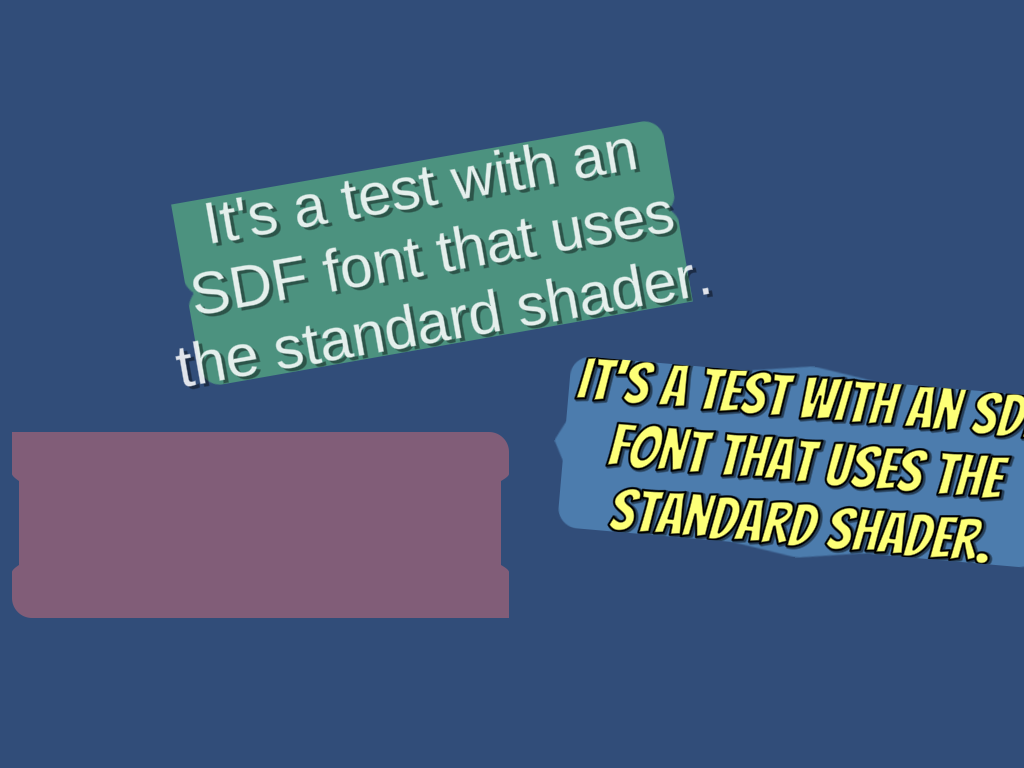 It's a test with an
SDF font that uses
the standard shader.
IT'S A TEST WITH AN SD
FONT THAT USES THE
STANDARD SHADER.